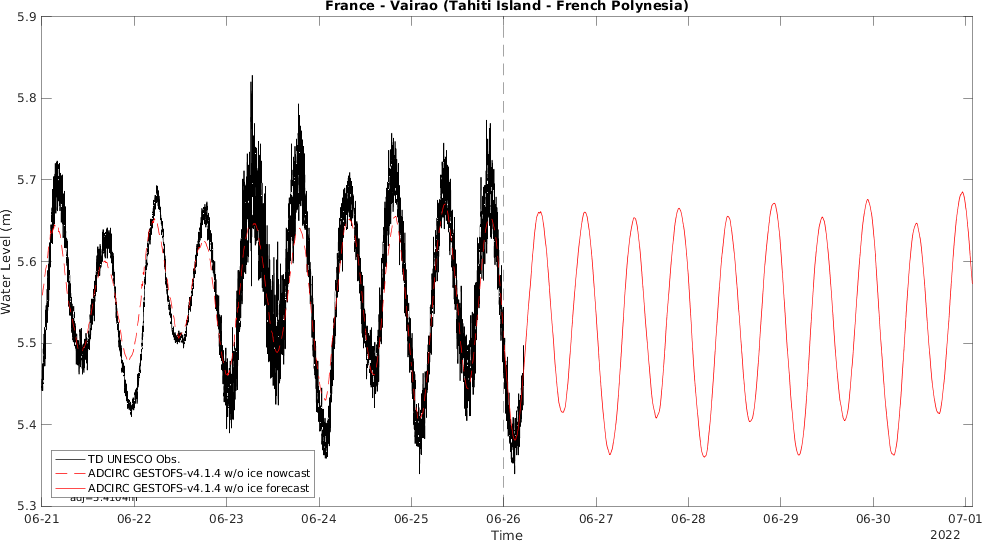 France - Vairao (Tahiti Island - French Polynesia)
5.9
5.8
5.7
5.6
5.5
5.4
5.3
Water Level (m)
TD UNESCO Obs.
ADCIRC GESTOFS-v4.1.4 w/o ice nowcast
ADCIRC GESTOFS-v4.1.4 w/o ice forecast
06-21 06-22 06-23 06-24 06-25 06-26 06-27 06-28 06-29 06-30 07-01
Time
2022